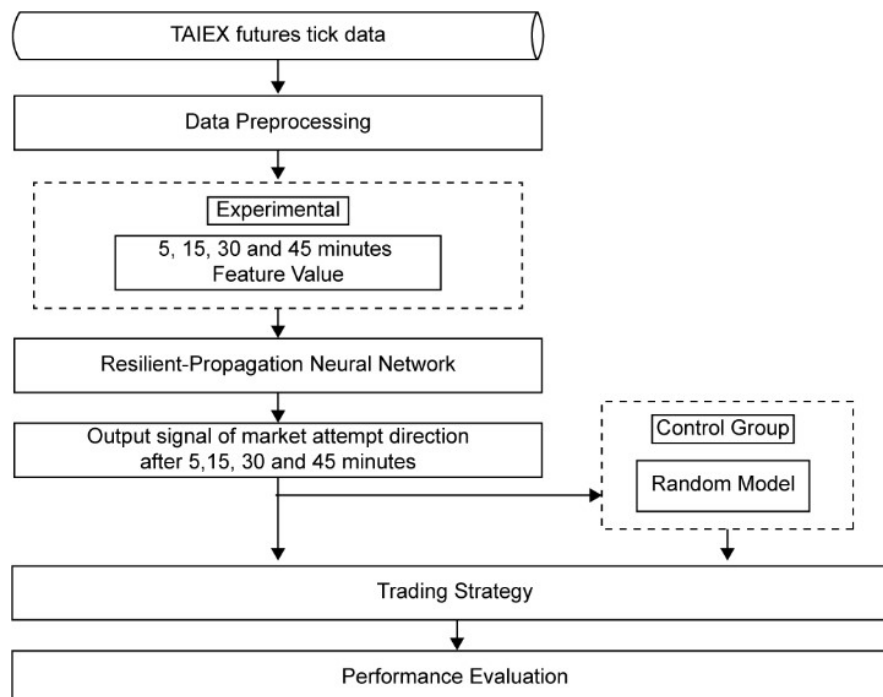 TAIEX futures tick data
Data Preprocessing
Experimental
5, 15, 30 and 45 minutes
Feature Value
Resilient-Propagation Neural Network
Output signal of market attempt direction
after 5,15, 30 and 45 minutes
Control Group
Random Model
Trading Strategy
Performance Evaluation